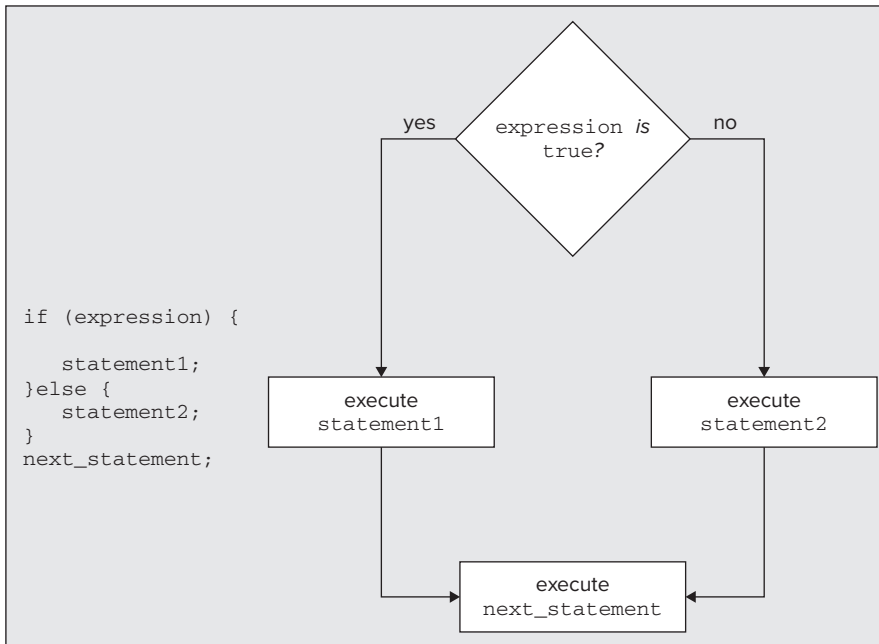 yes
expression is
true?
no
if (expression) {
statement1;
}else {
statement2;
}
next_statement;
execute
statement1
execute
statement2
execute
next_statement